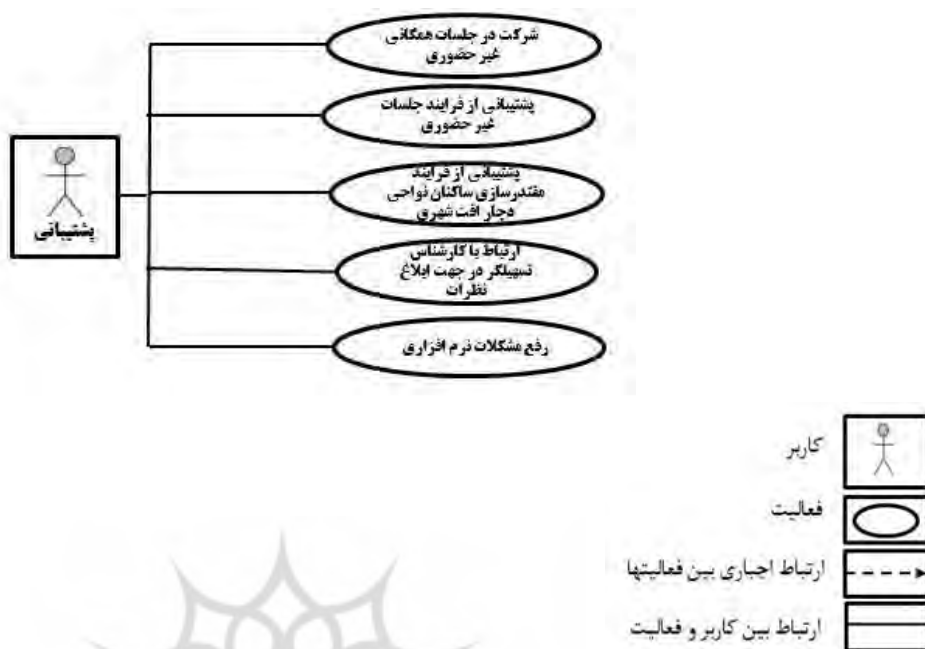 شرکت در جلسات همگانی
غیر حضوری
پشتیبانی از فرایند جلسات
غیر حضوری
پشتیبانی از فرایند
مقتدرسازی ساکنان نواحی
دچار افت شهری
ارتباط با کارشناس
تسهیلگر در جهت ابلاغ
نظرات
رفع مشکلات نرم افزاری
پشتیبانی
کاربر
فعالیت
ارتباط اجباری بین فعالیتها
ارتباط بین کاربر و فعالیت